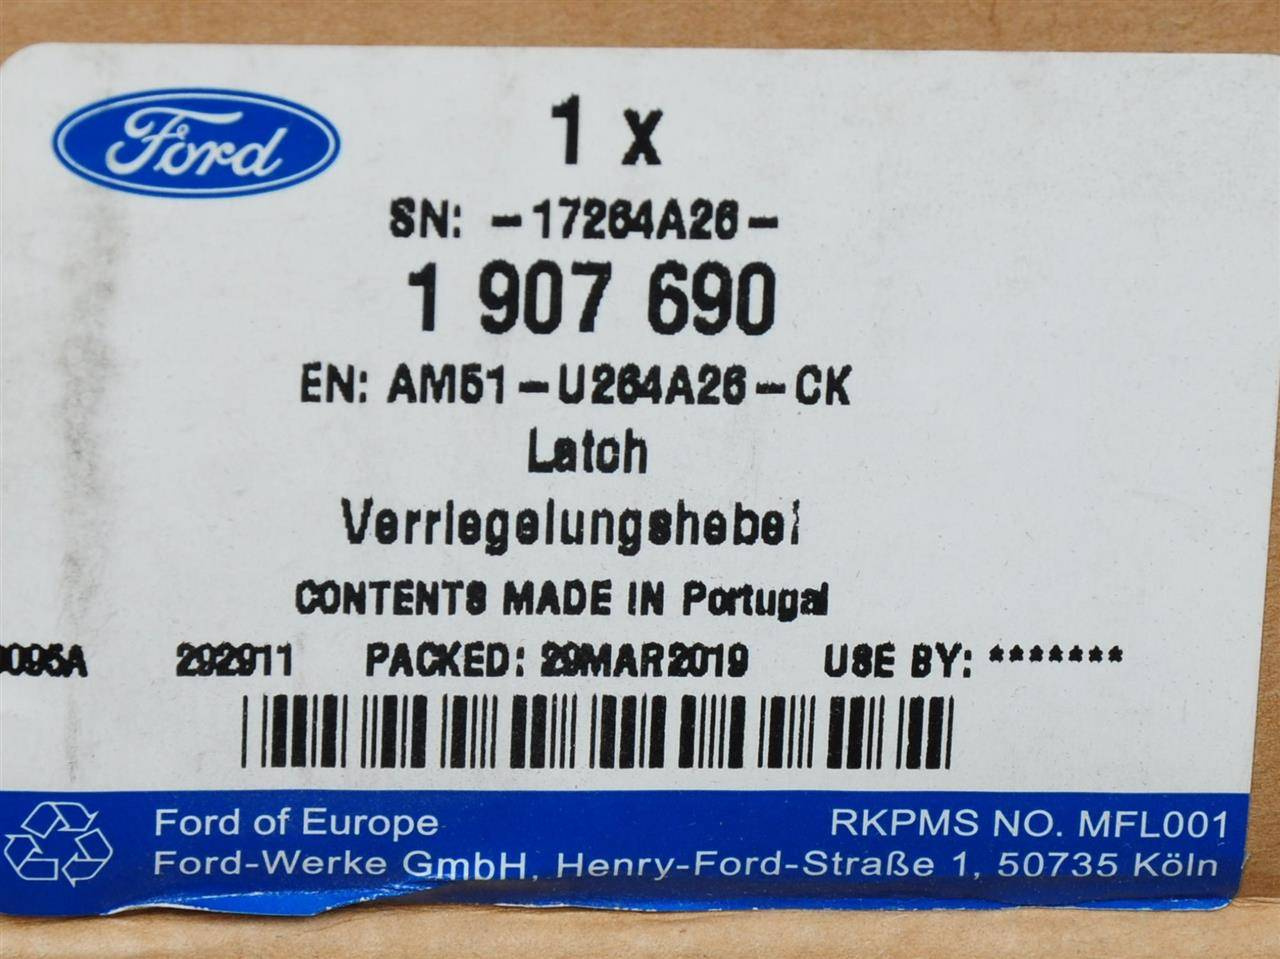 Ford
1 x
SN: -17264A26-
1 907 690
EN: AM51-U264A26-CK
Latch
Verriegelungshebel
CONTENTS MADE IN Portugal
292911 PACKED: 29MAR2019 USE BY: *******
Ford of Europe RKPMS NO. MFL001
Ford-Werke GmbH, Henry-Ford-Straße 1, 50735 Köln